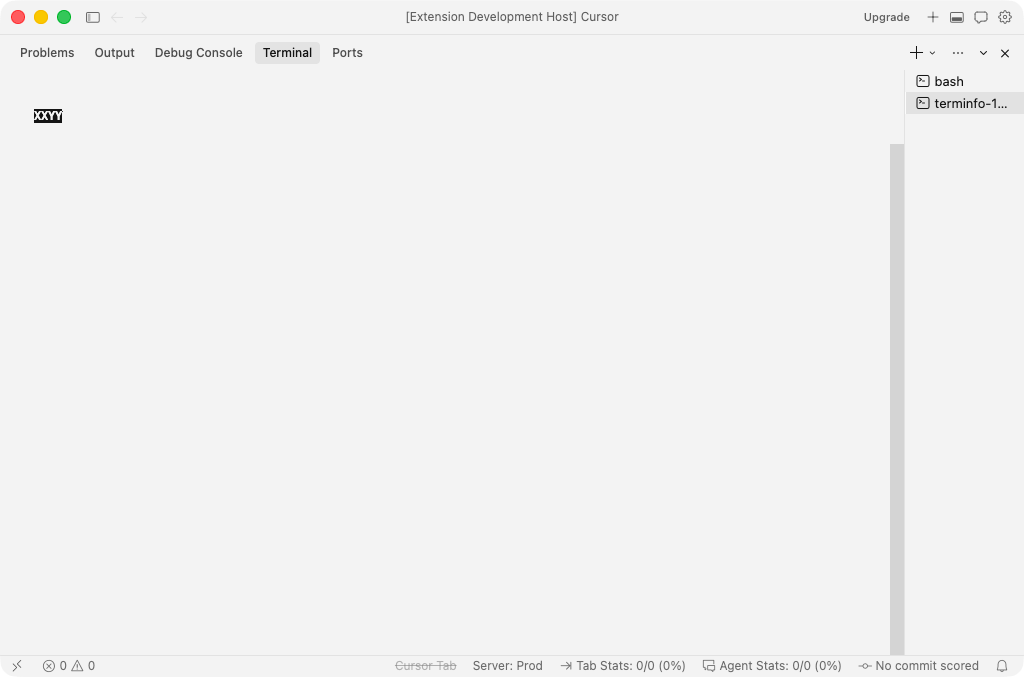 [Extension Development Host] Cursor
Upgrade
Problems Output Debug Console Terminal Ports
bash
terminfo-1...
XXYY
0 0 Cursor Tab Server: Prod Tab Stats: 0/0 (0%) Agent Stats: 0/0 (0%) No commit scored